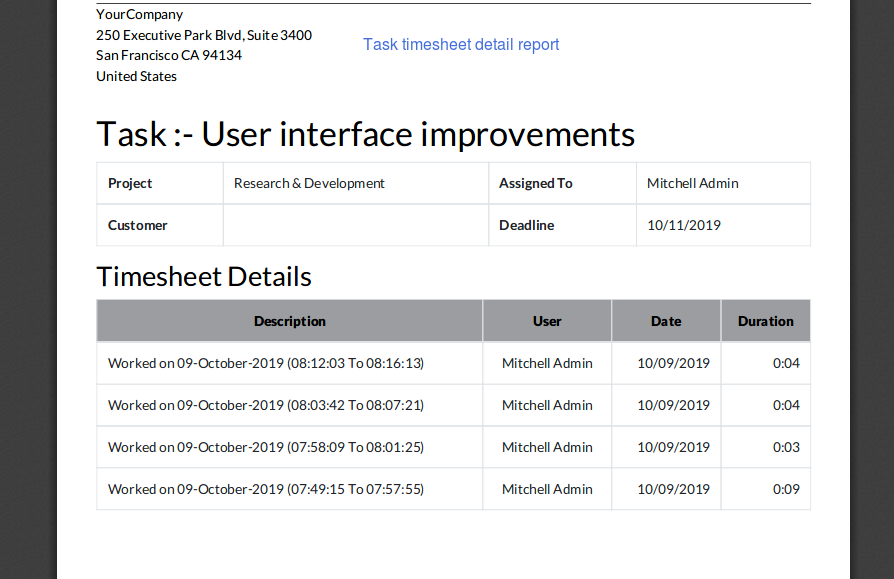 YourCompany
250 Executive Park Blvd, Suite 3400
San Francisco CA 94134
United States
Task timesheet detail report
Task :- User interface improvements
Project Research & Development Assigned To Mitchell Admin
Customer Deadline 10/11/2019
Timesheet Details
Description User Date Duration
Worked on 09-October-2019 (08:12:03 To 08:16:13) Mitchell Admin 10/09/2019 0:04
Worked on 09-October-2019 (08:03:42 To 08:07:21) Mitchell Admin 10/09/2019 0:04
Worked on 09-October-2019 (07:58:09 To 08:01:25) Mitchell Admin 10/09/2019 0:03
Worked on 09-October-2019 (07:49:15 To 07:57:55) Mitchell Admin 10/09/2019 0:09